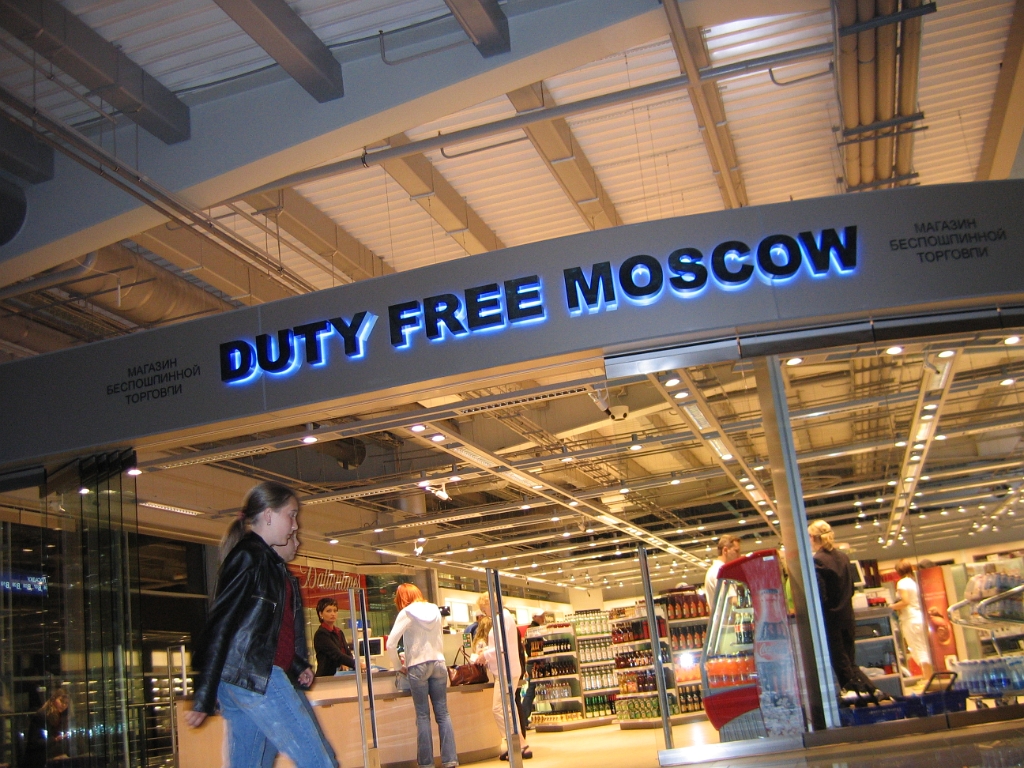 DUTY FREE MOSCOW
МАГАЗИН
БЕСПОШЛИННОЙ
ТОРГОВЛИ
МАГАЗИН
БЕСПОШЛИННОЙ
ТОРГОВЛИ